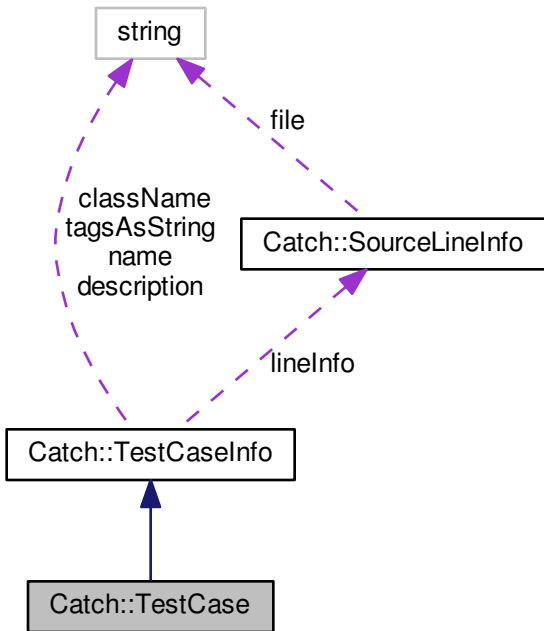 string
file
className
tagsAsString
name
description
Catch::SourceLineInfo
lineInfo
Catch::TestCaseInfo
Catch::TestCase